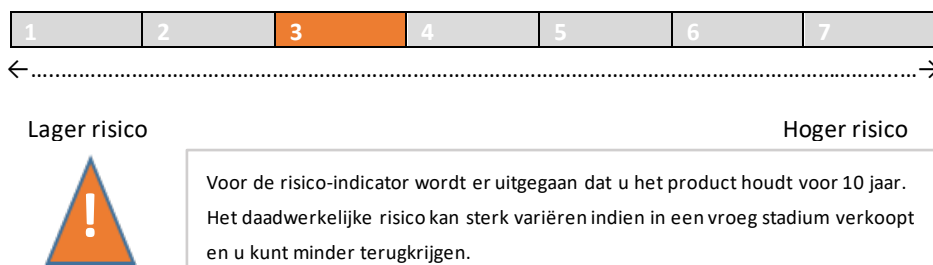 1 2 3 4 5 6 7
←……………………………………………………………………………………………………………→
Lager risico Hoger risico
!
Voor de risico-indicator wordt er uitgegaan dat u het product houdt voor 10 jaar.
Het daadwerkelijke risico kan sterk variëren indien in een vroeg stadium verkoopt
en u kunt minder terugkrijgen.